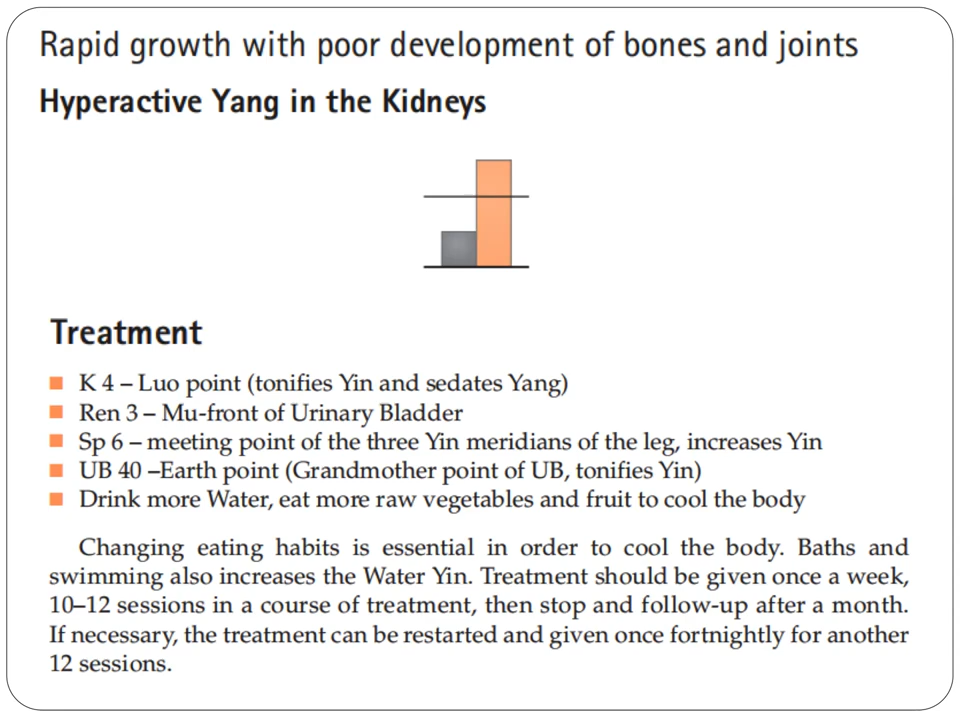 Rapid growth with poor development of bones and joints
Hyperactive Yang in the Kidneys
Treatment
■ K 4 – Luo point (tonifies Yin and sedates Yang)
■ Ren 3 – Mu-front of Urinary Bladder
■ Sp 6 – meeting point of the three Yin meridians of the leg, increases Yin
■ UB 40 –Earth point (Grandmother point of UB, tonifies Yin)
■ Drink more Water, eat more raw vegetables and fruit to cool the body
Changing eating habits is essential in order to cool the body. Baths and
swimming also increases the Water Yin. Treatment should be given once a week,
10–12 sessions in a course of treatment, then stop and follow-up after a month.
If necessary, the treatment can be restarted and given once fortnightly for another
12 sessions.